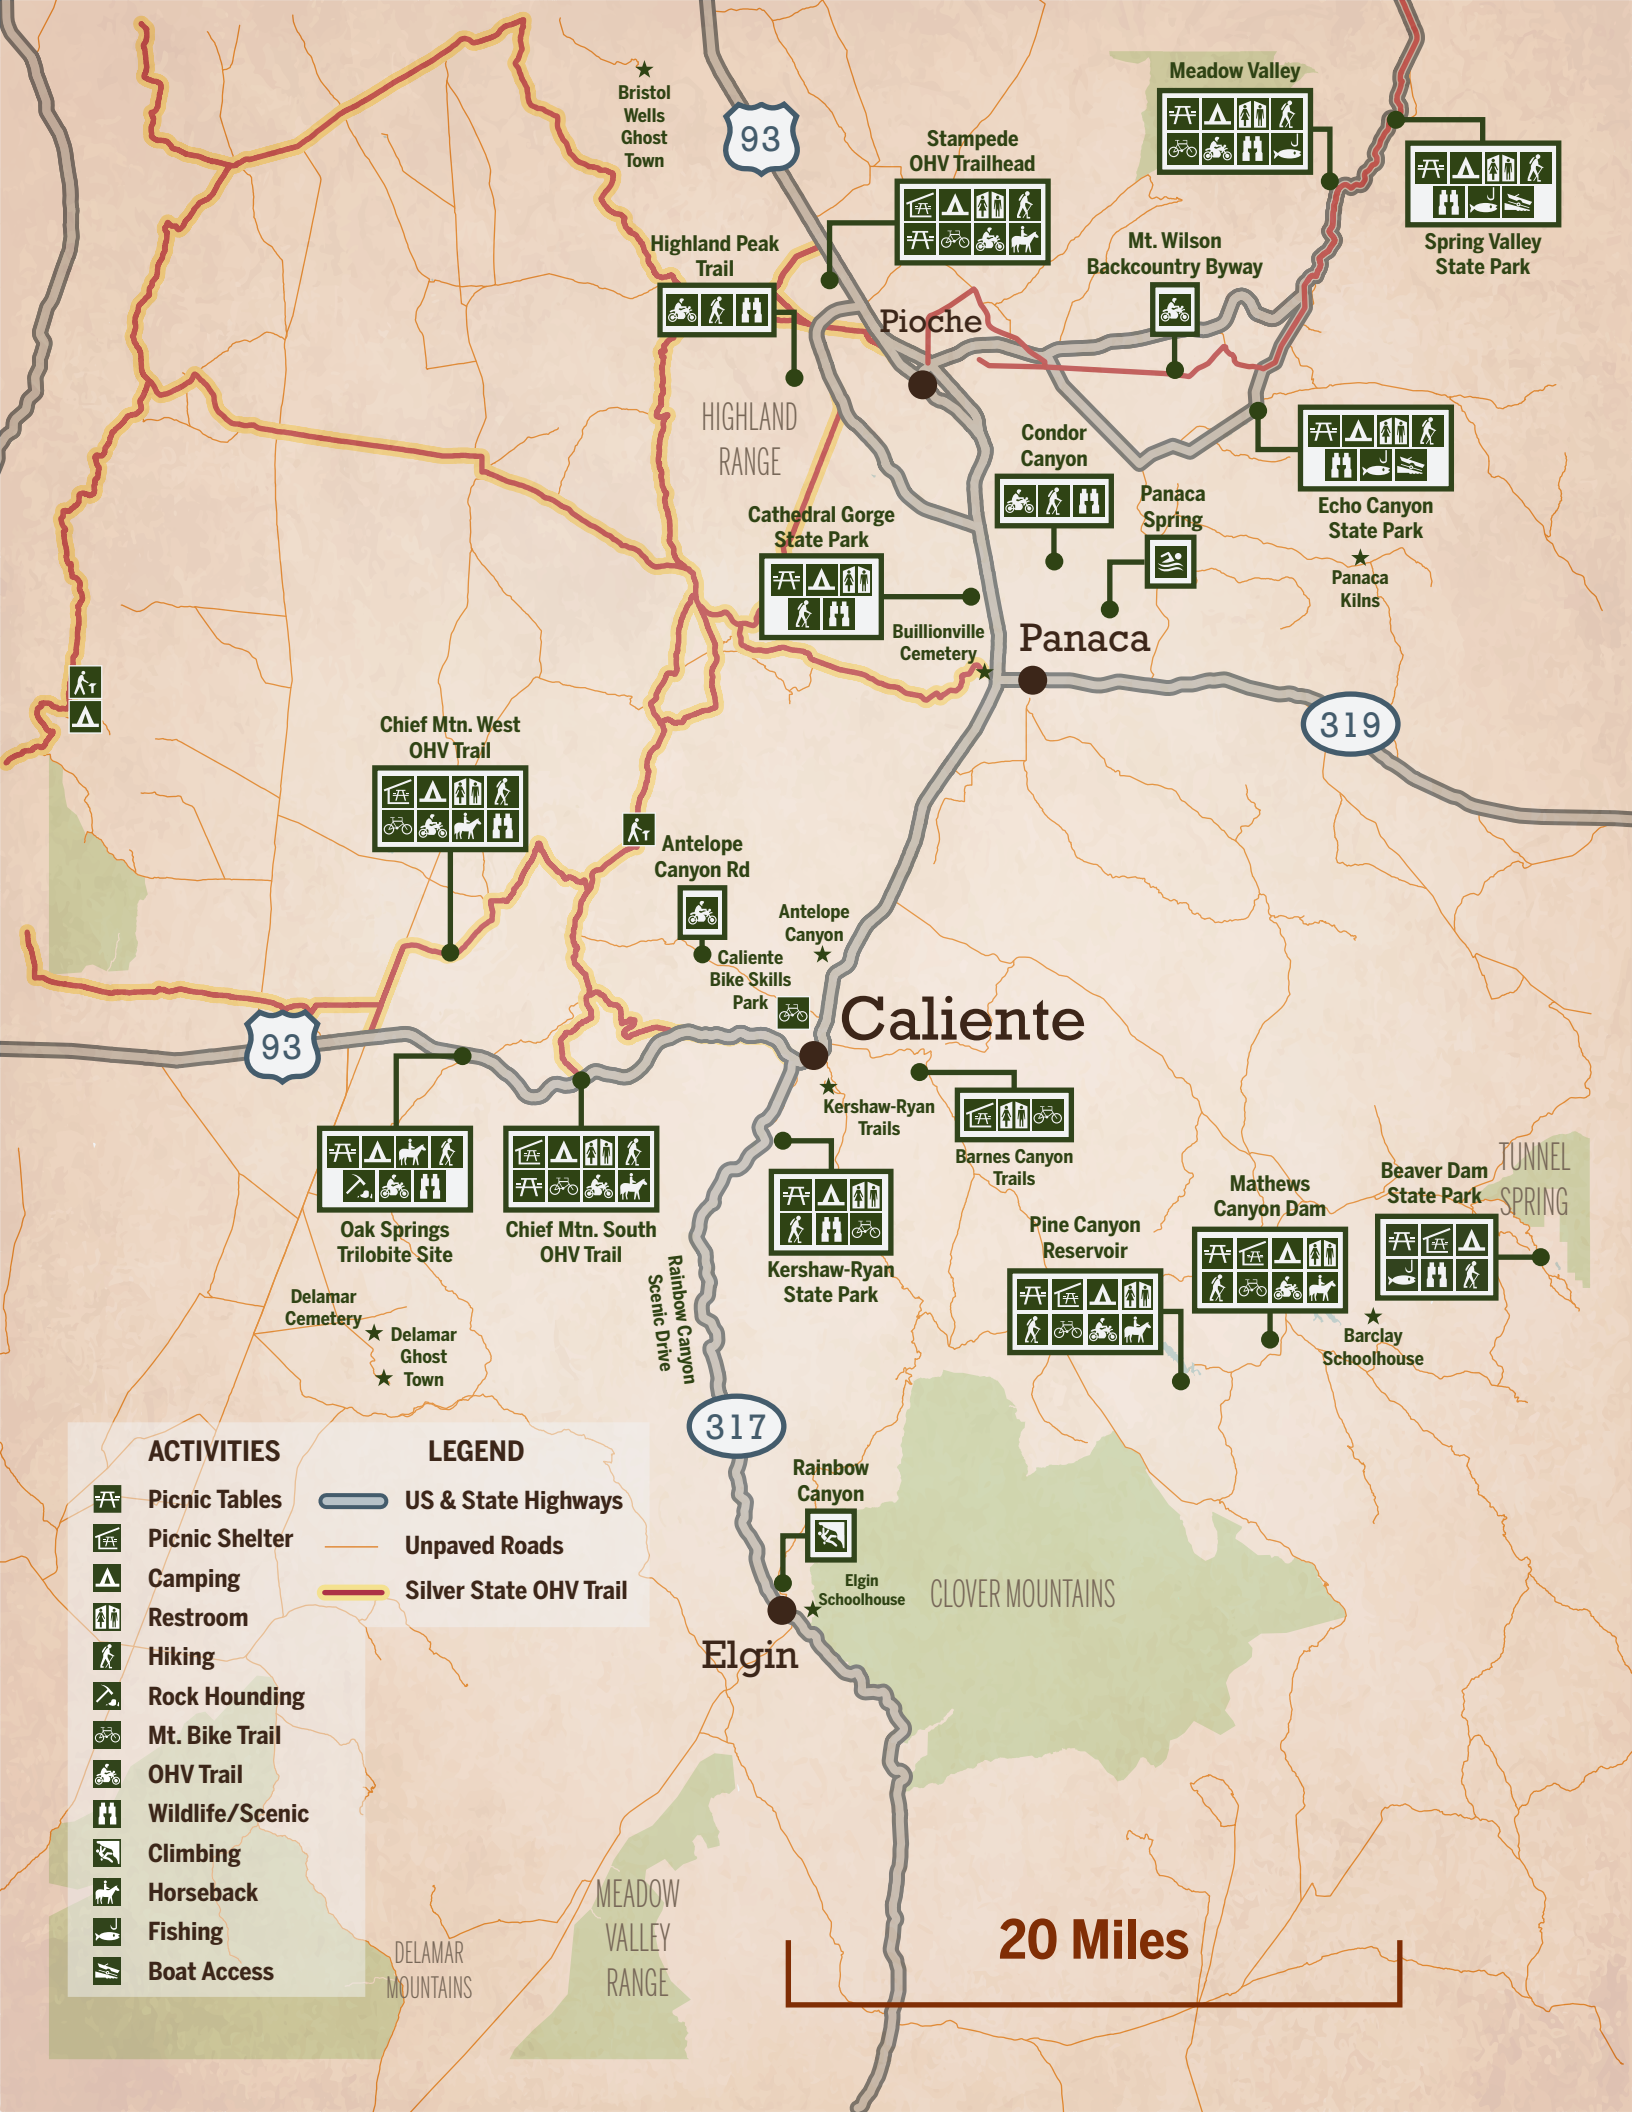 Bristol
Wells
Ghost
Town
93
Stampede
OHV Trailhead
Meadow Valley
Spring Valley
State Park
Highland Peak
Trail
Mt. Wilson
Backcountry Byway
Pioche
HIGHLAND
RANGE
Condor
Canyon
Panaca
Spring
Echo Canyon
State Park
Panaca
Kilns
Cathedral Gorge
State Park
Buillionville
Cemetery
Panaca
319
Chief Mtn. West
OHV Trail
Antelope
Canyon Rd
Antelope
Canyon
Caliente
Bike Skills
Park
Caliente
93
Kershaw-Ryan
Trails
Barnes Canyon
Trails
Oak Springs
Trilobite Site
Chief Mtn. South
OHV Trail
Kershaw-Ryan
State Park
Rainbow Canyon
Scenic Drive
Pine Canyon
Reservoir
Mathews
Canyon Dam
Beaver Dam
State Park
TUNNEL
SPRING
Barclay
Schoolhouse
Delamar
Cemetery
Delamar
Ghost
Town
317
Rainbow
Canyon
Elgin
Schoolhouse
Elgin
CLOVER MOUNTAINS
ACTIVITIES
Picnic Tables
Picnic Shelter
Camping
Restroom
Hiking
Rock Hounding
Mt. Bike Trail
OHV Trail
Wildlife/Scenic
Climbing
Horseback
Fishing
Boat Access
LEGEND
US & State Highways
Unpaved Roads
Silver State OHV Trail
DELAMAR
MOUNTAINS
MEADOW
VALLEY
RANGE
20 Miles